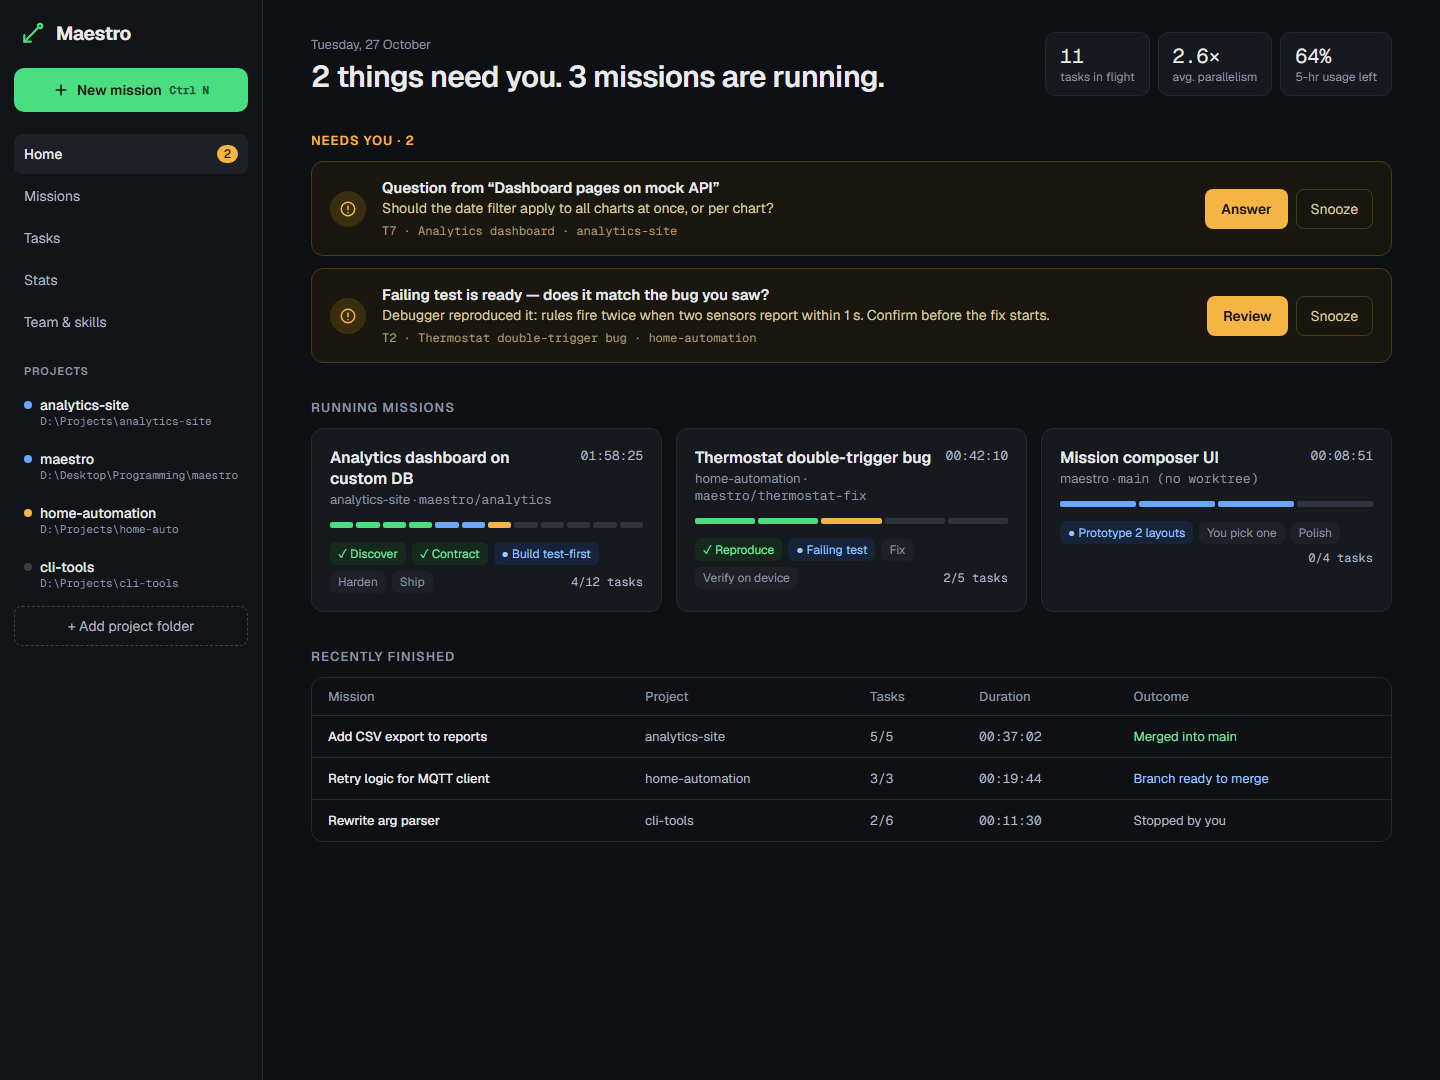 Maestro
+ New mission Ctrl N
Home 2
Missions
Tasks
Stats
Team & skills
PROJECTS
analytics-site
D:\Projects\analytics-site
maestro
D:\Desktop\Programming\maestro
home-automation
D:\Projects\home-auto
cli-tools
D:\Projects\cli-tools
+ Add project folder
Tuesday, 27 October
2 things need you. 3 missions are running.
11
tasks in flight
2.6×
avg. parallelism
64%
5-hr usage left
NEEDS YOU · 2
Question from “Dashboard pages on mock API”
Should the date filter apply to all charts at once, or per chart?
T7 · Analytics dashboard · analytics-site
Answer
Snooze
Failing test is ready — does it match the bug you saw?
Debugger reproduced it: rules fire twice when two sensors report within 1 s. Confirm before the fix starts.
T2 · Thermostat double-trigger bug · home-automation
Review
Snooze
RUNNING MISSIONS
Analytics dashboard on
custom DB
01:58:25
analytics-site · maestro/analytics
✓ Discover
✓ Contract
● Build test-first
Harden
Ship
4/12 tasks
Thermostat double-trigger bug
00:42:10
home-automation ·
maestro/thermostat-fix
✓ Reproduce
● Failing test
Fix
Verify on device
2/5 tasks
Mission composer UI
00:08:51
maestro · main (no worktree)
● Prototype 2 layouts
You pick one
Polish
0/4 tasks
RECENTLY FINISHED
Mission Project Tasks Duration Outcome
Add CSV export to reports analytics-site 5/5 00:37:02 Merged into main
Retry logic for MQTT client home-automation 3/3 00:19:44 Branch ready to merge
Rewrite arg parser cli-tools 2/6 00:11:30 Stopped by you